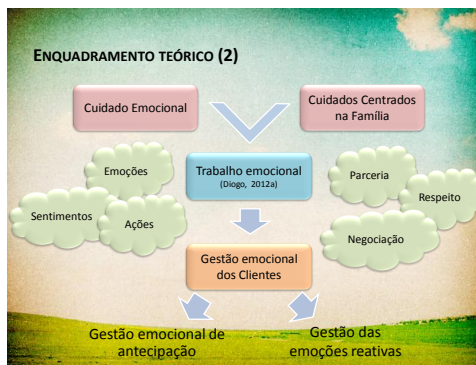 ENQUADRAMENTO TEÓRICO (2)
Cuidado Emocional
Cuidados Centrados
na Família
Emoções
Sentimentos
Ações
Trabalho emocional
(Diogo, 2012a)
Parceria
Respeito
Negociação
Gestão emocional
dos Clientes
Gestão emocional de
antecipação
Gestão das
emoções reativas